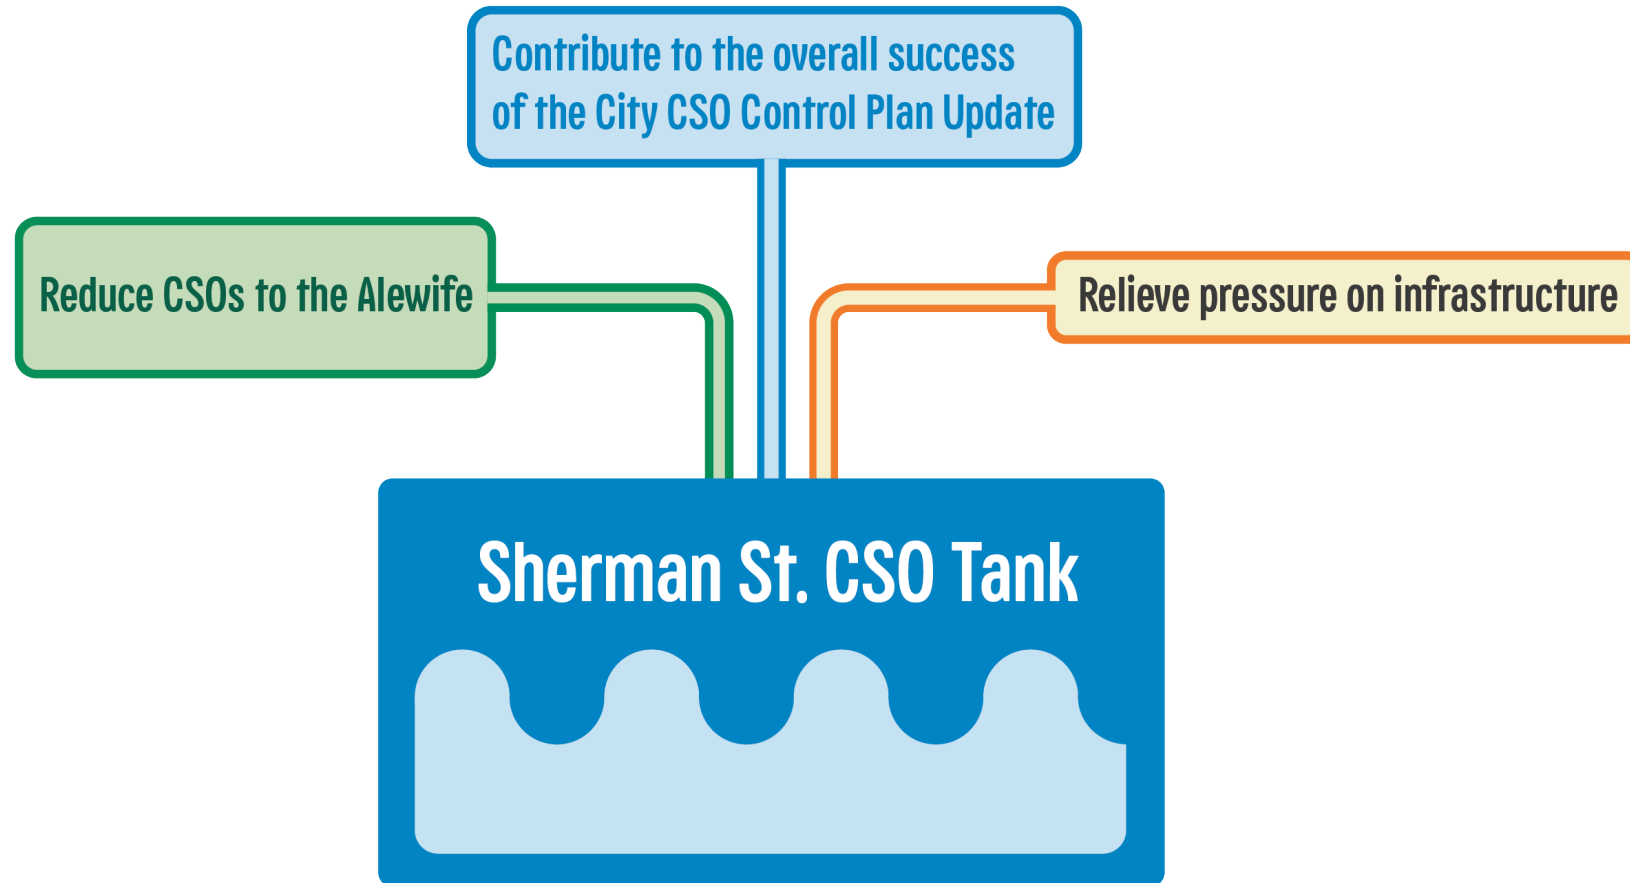 Contribute to the overall success
of the City CSO Control Plan Update
Reduce CSOs to the Alewife
Relieve pressure on infrastructure
Sherman St. CSO Tank